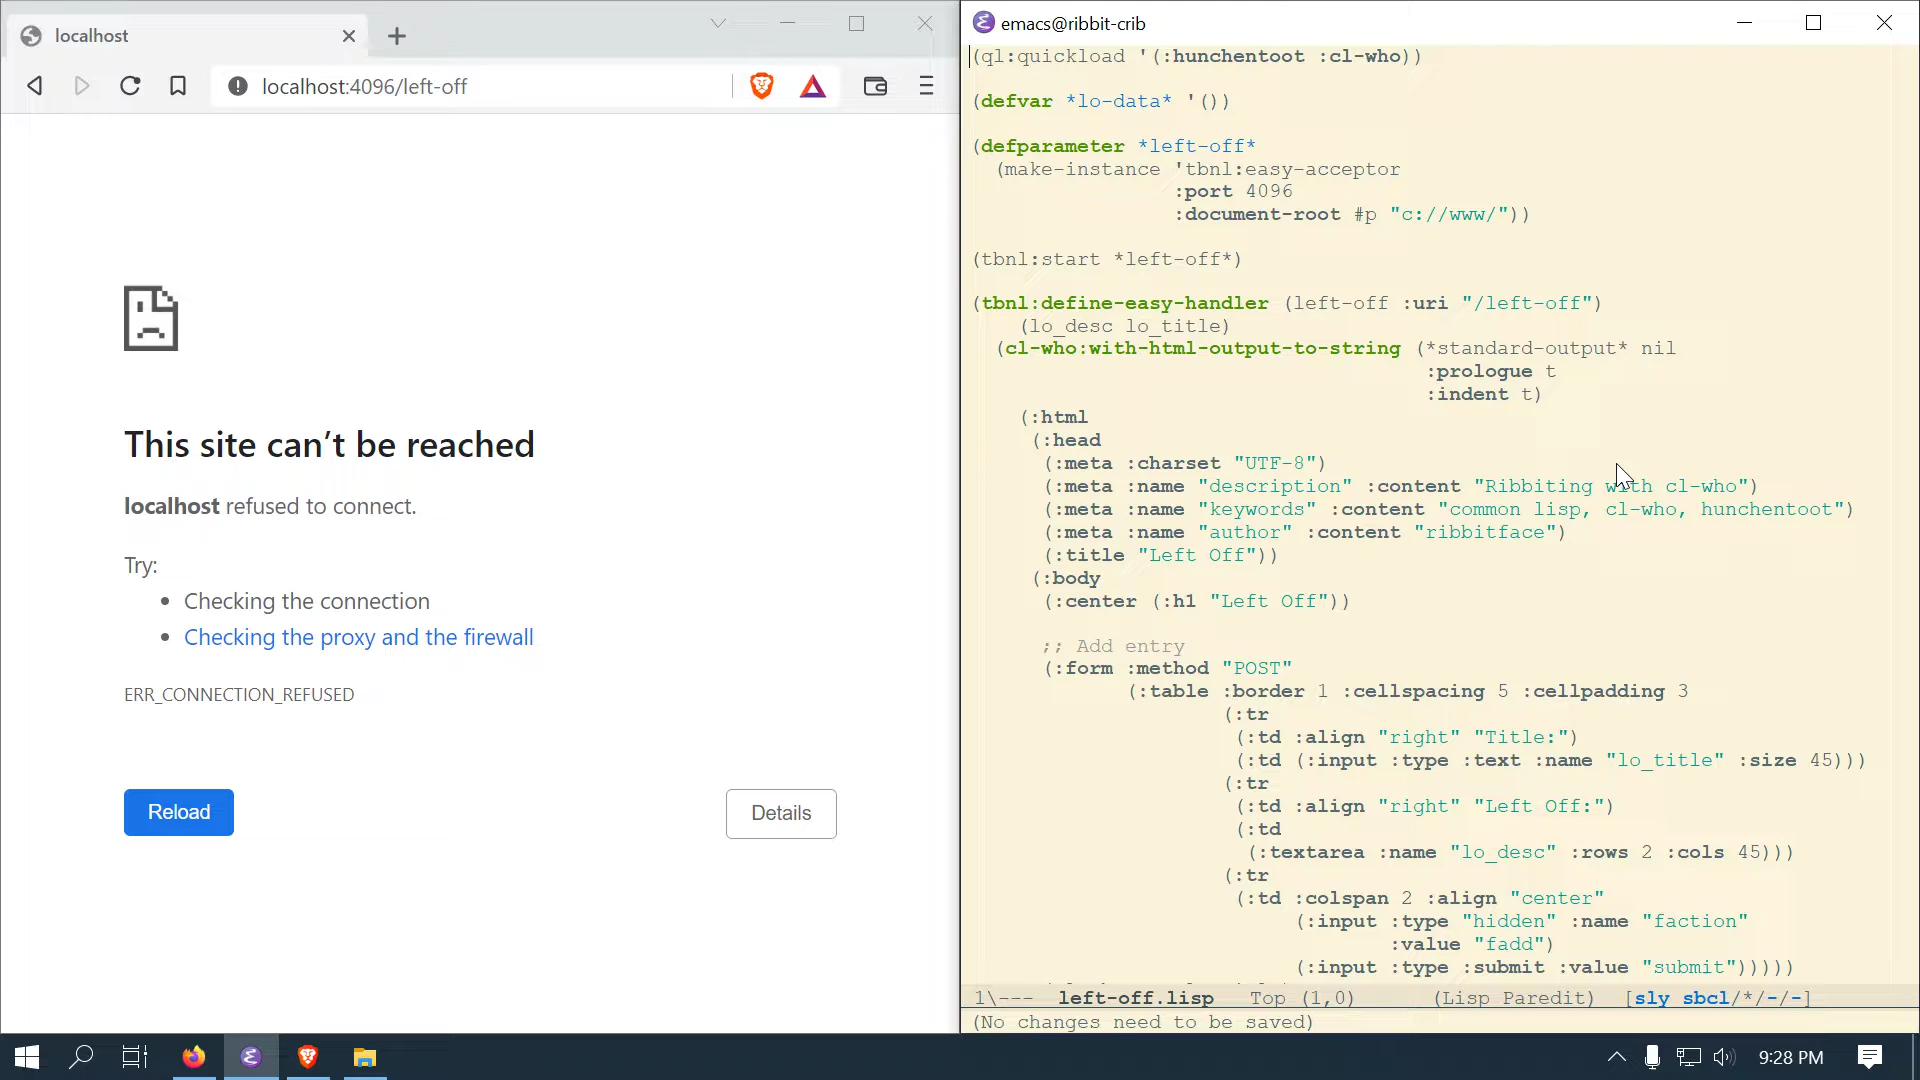 localhost
localhost:4096/left-off
This site can’t be reached
localhost refused to connect.
Try:
Checking the connection
Checking the proxy and the firewall
ERR_CONNECTION_REFUSED
Reload
Details
emacs@ribbit-crib
(ql:quickload '(:hunchentoot :cl-who))
(defvar *lo-data* '())
(defparameter *left-off*
(make-instance 'tbnl:easy-acceptor
:port 4096
:document-root #p "c://www/"))
(tbnl:start *left-off*)
(tbnl:define-easy-handler (left-off :uri "/left-off")
(lo_desc lo_title)
(cl-who:with-html-output-to-string (*standard-output* nil
:prologue t
:indent t)
(:html
(:head
(:meta :charset "UTF-8")
(:meta :name "description" :content "Ribbiting with cl-who")
(:meta :name "keywords" :content "common lisp, cl-who, hunchentoot")
(:meta :name "author" :content "ribbitface")
(:title "Left Off"))
(:body
(:center (:h1 "Left Off"))
;; Add entry
(:form :method "POST"
(:table :border 1 :cellspacing 5 :cellpadding 3
(:tr
(:td :align "right" "Title:")
(:td (:input :type :text :name "lo_title" :size 45)))
(:tr
(:td :align "right" "Left Off:")
(:td
(:textarea :name "lo_desc" :rows 2 :cols 45)))
(:tr
(:td :colspan 2 :align "center"
(:input :type "hidden" :name "faction"
:value "fadd")
(:input :type :submit :value "submit")))))
1\--- left-off.lisp Top (1,0) (Lisp Paredit) [sly sbcl/*/-/-]
(No changes need to be saved)
9:28 PM